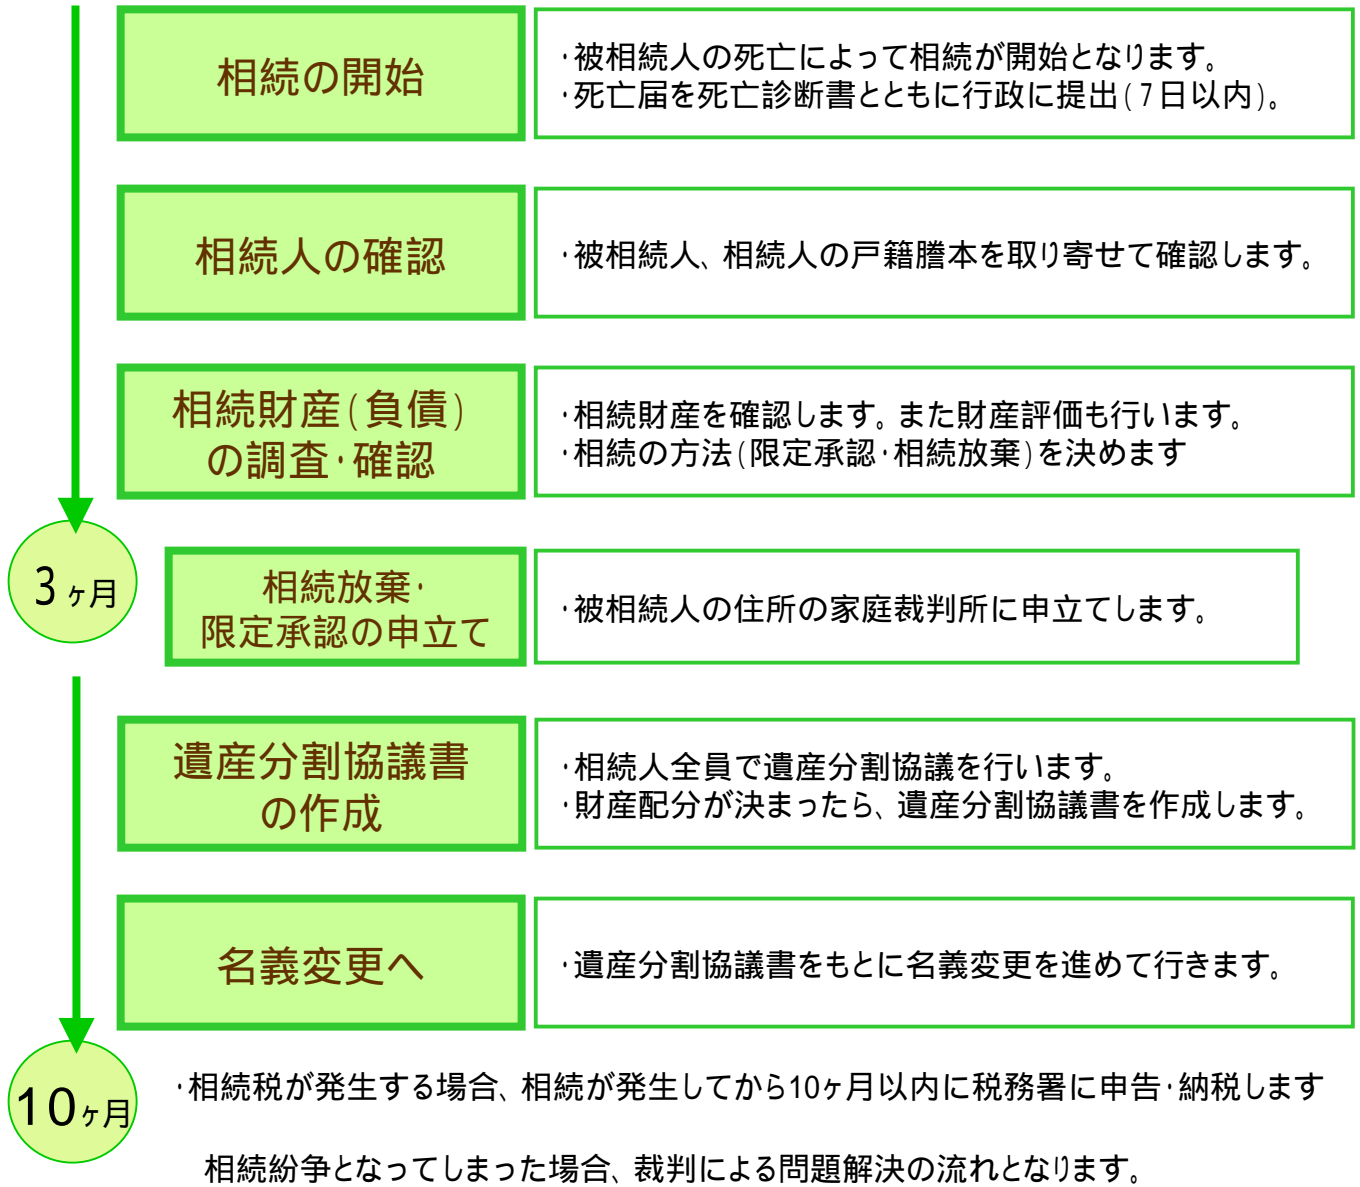 相続の開始
・被相続人の死亡によって相続が開始となります。
・死亡届を死亡診断書とともに行政に提出(7日以内)。
相続人の確認
・被相続人、相続人の戸籍謄本を取り寄せて確認します。
相続財産(負債)
の調査・確認
・相続財産を確認します。また財産評価も行います。
・相続の方法(限定承認・相続放棄)を決めます
3ヶ月
相続放棄・
限定承認の申立て
・被相続人の住所の家庭裁判所に申立てします。
遺産分割協議書
の作成
・相続人全員で遺産分割協議を行います。
・財産配分が決まったら、遺産分割協議書を作成します。
名義変更へ
・遺産分割協議書をもとに名義変更を進めて行きます。
10ヶ月
・相続税が発生する場合、相続が発生してから10ヶ月以内に税務署に申告・納税します
相続紛争となってしまった場合、裁判による問題解決の流れとなります。